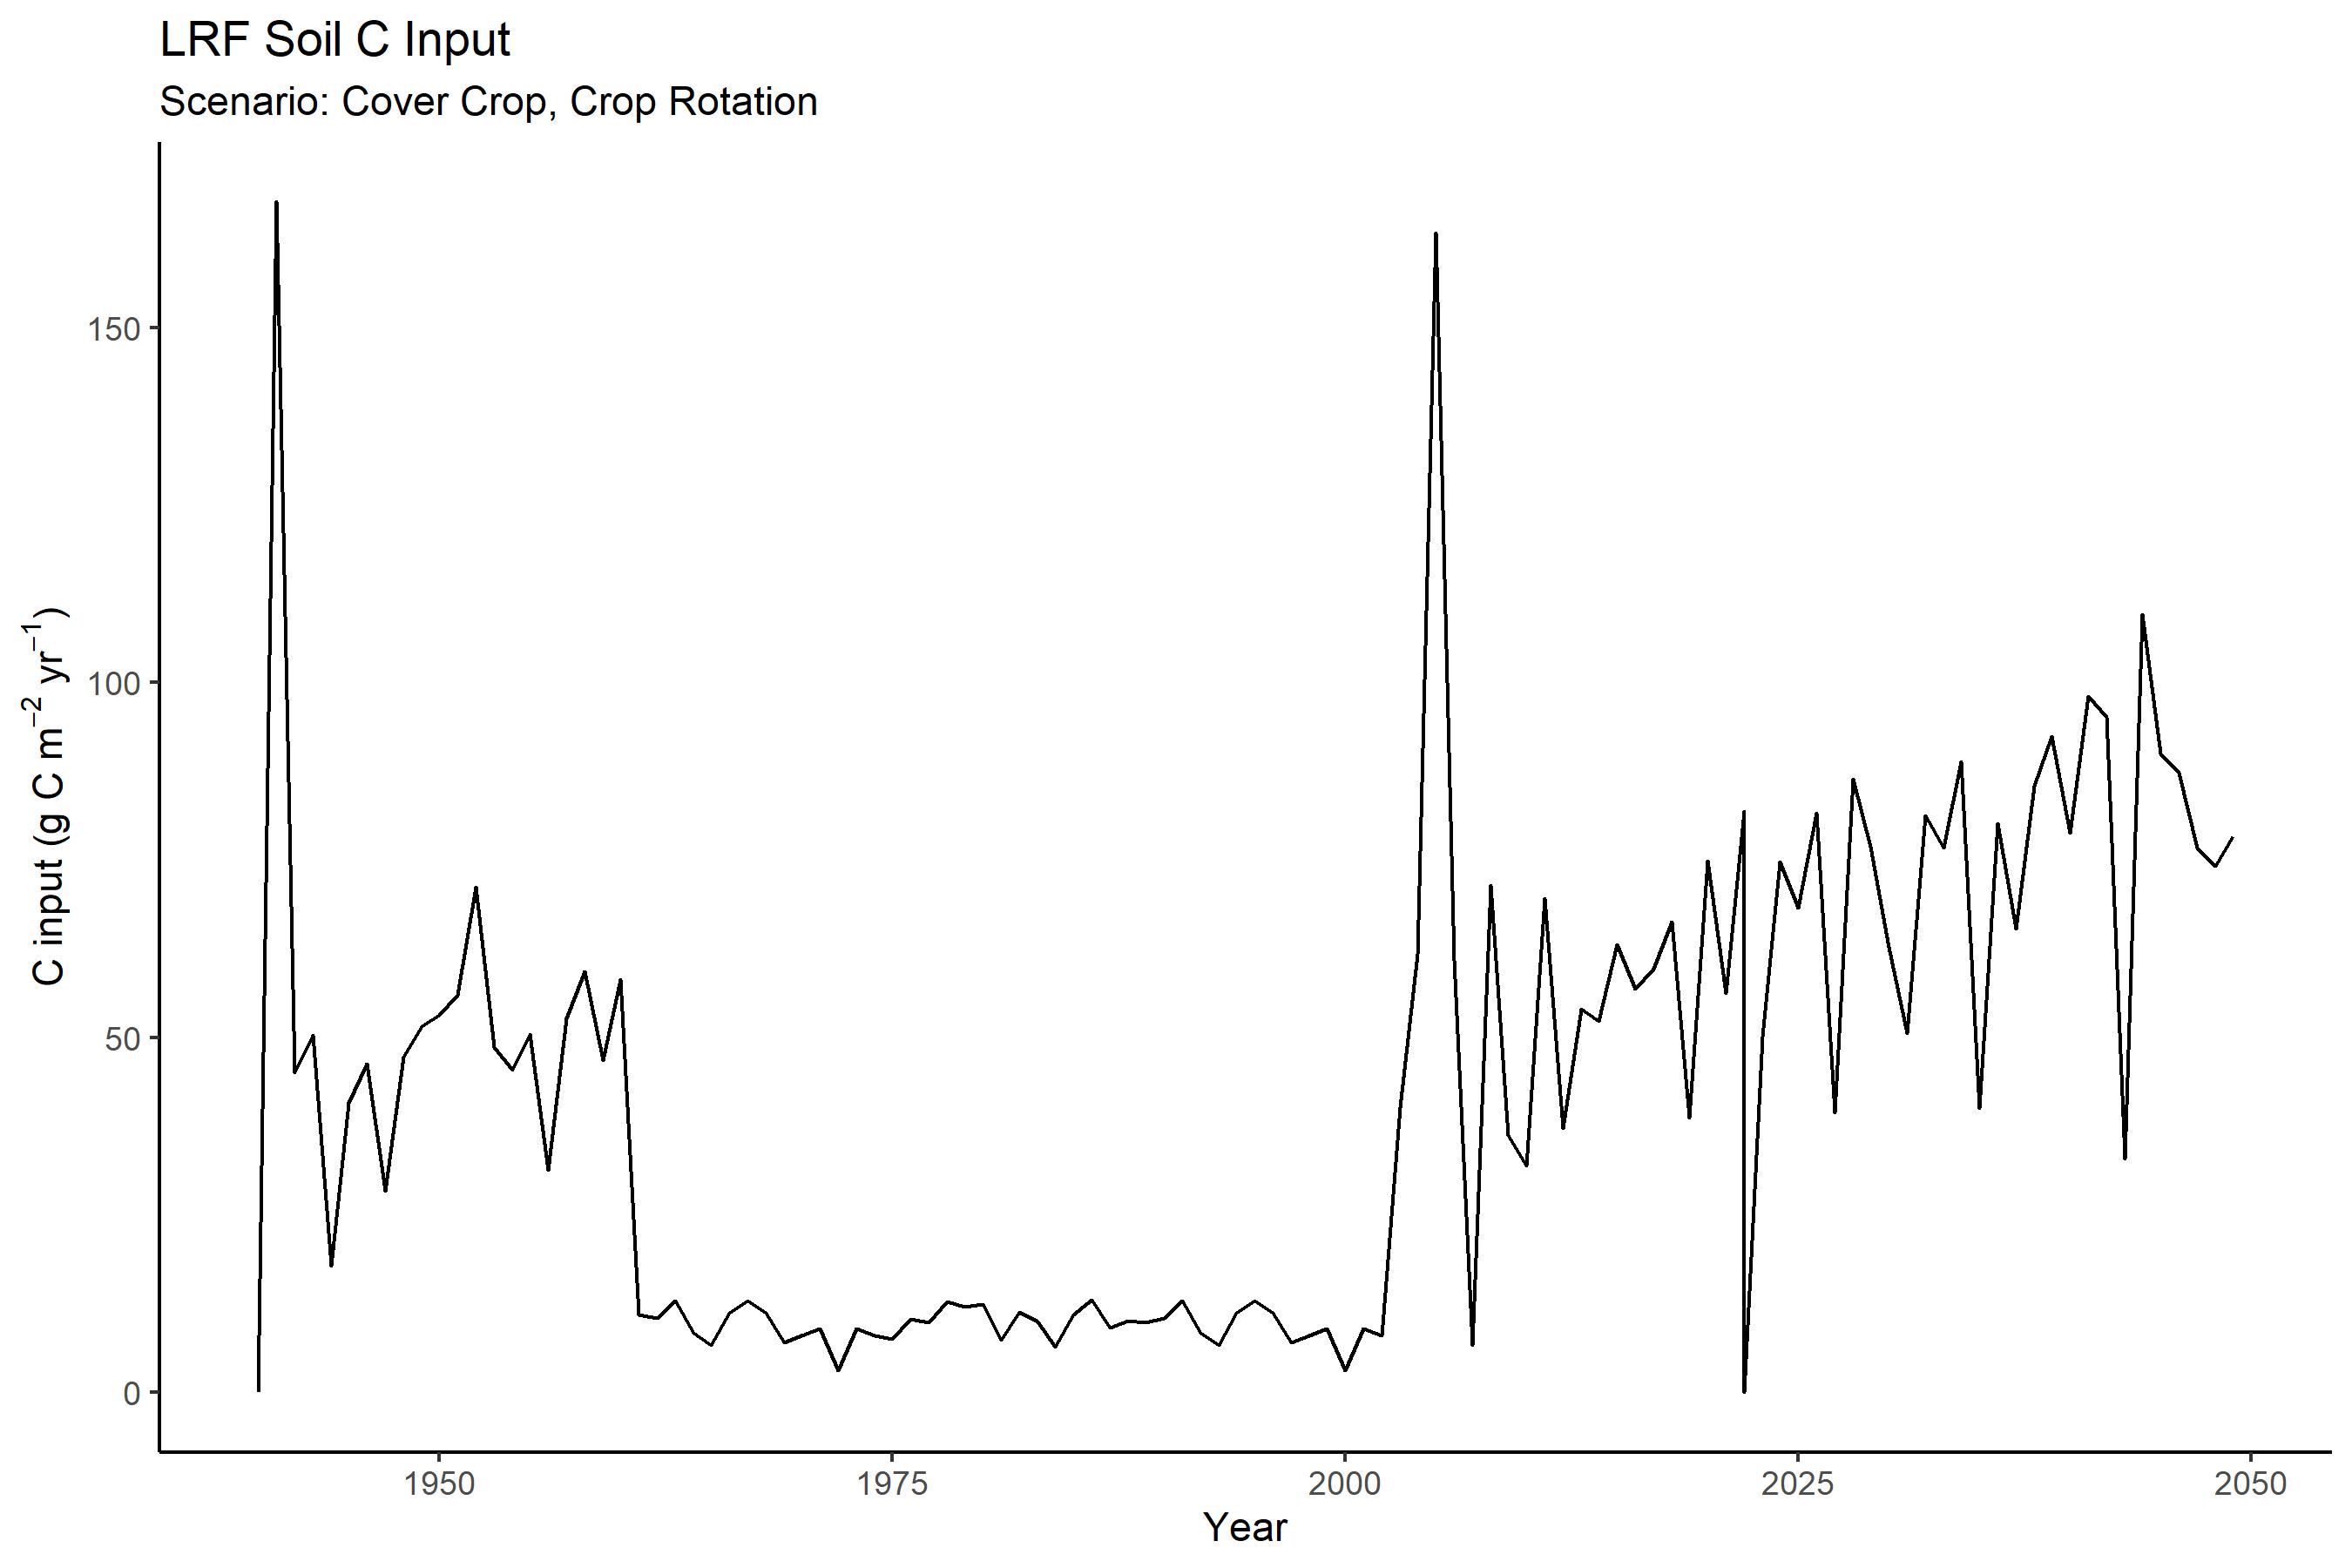 LRF Soil C Input
Scenario: Cover Crop, Crop Rotation
C input (g C m⁻² yr⁻¹)
150
100
50
0
1950 1975 2000 2025 2050
Year